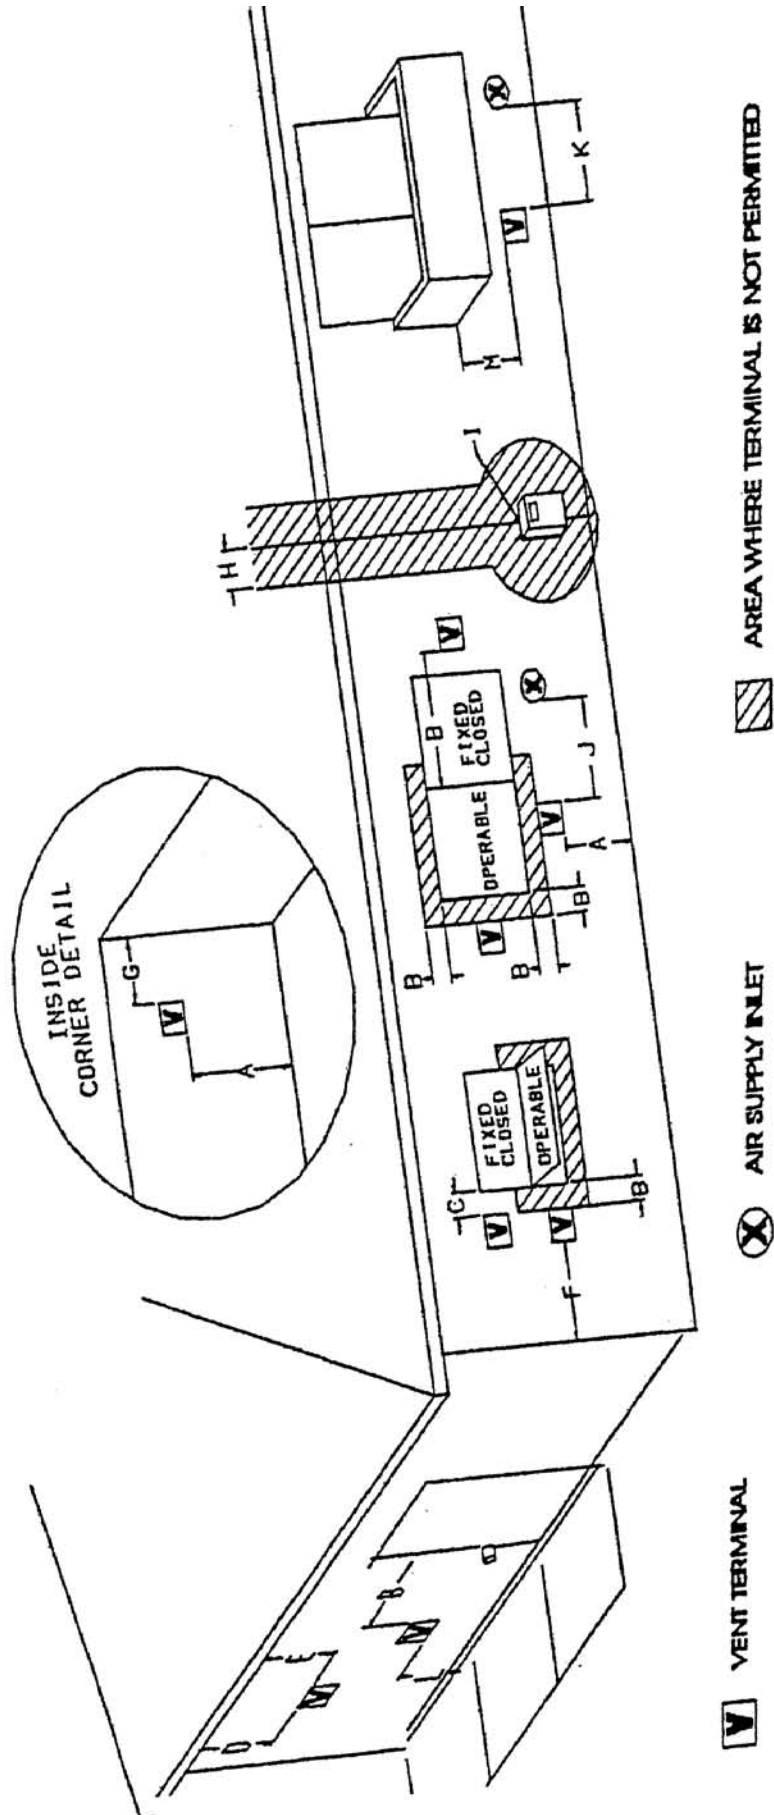 INSIDE
CORNER DETAIL
G
V
A
D
E
V
B
V
L
C
V
FIXED
CLOSED
OPERABLE
V
F
B
B
V
B
OPERABLE
FIXED
CLOSED
B
V
B
V
A
J
X
H
I
M
V
K
X
V VENT TERMINAL
X AIR SUPPLY INLET
AREA WHERE TERMINAL IS NOT PERMITTED